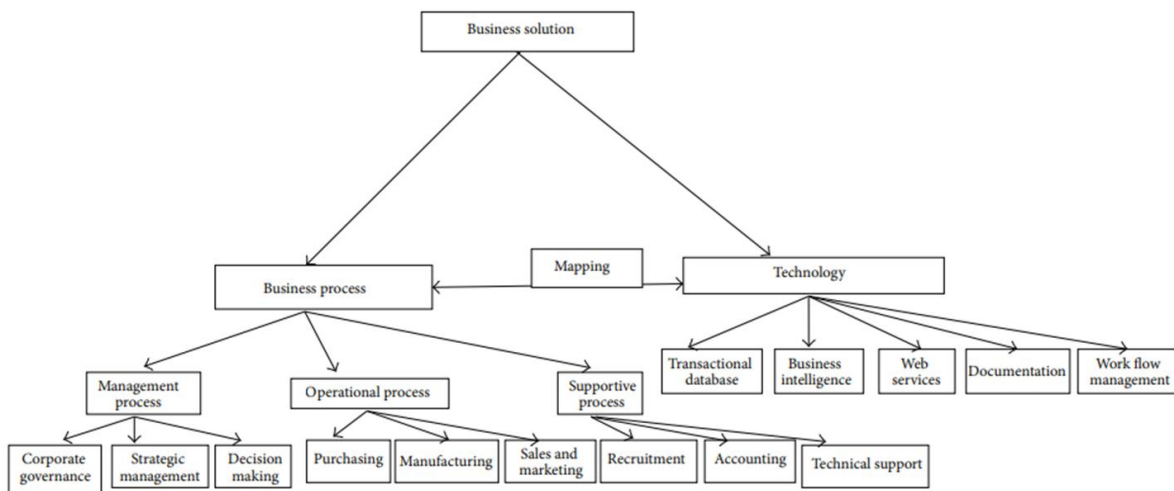 Business solution
Mapping
Business process
Technology
Management
process
Operational process
Supportive
process
Transactional
database
Business
intelligence
Web
services
Documentation
Work flow
management
Corporate
governance
Strategic
management
Decision
making
Purchasing
Manufacturing
Sales and
marketing
Recruitment
Accounting
Technical support